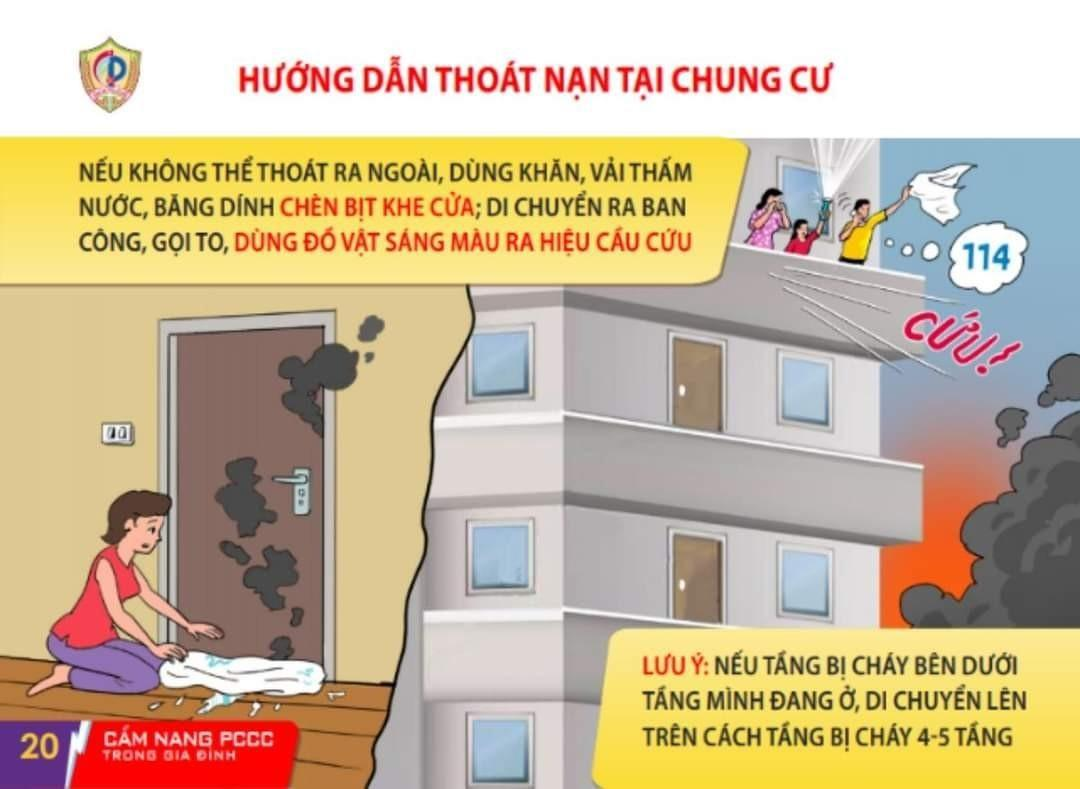 HƯỚNG DẪN THOÁT NẠN TẠI CHUNG CƯ
NẾU KHÔNG THỂ THOÁT RA NGOÀI, DÙNG KHĂN, VẢI THẤM
NƯỚC, BĂNG DÍNH CHÈN BỊT KHE CỬA; DI CHUYỂN RA BAN
CÔNG, GỌI TO, DÙNG ĐỒ VẬT SÁNG MÀU RA HIỆU CẦU CỨU
114
CỨU!
LƯU Ý: NẾU TẦNG BỊ CHÁY BÊN DƯỚI
TẦNG MÌNH ĐANG Ở, DI CHUYỂN LÊN
TRÊN CÁCH TẦNG BỊ CHÁY 4-5 TẦNG
20
CẨM NANG PCCC
TRONG GIA ĐÌNH